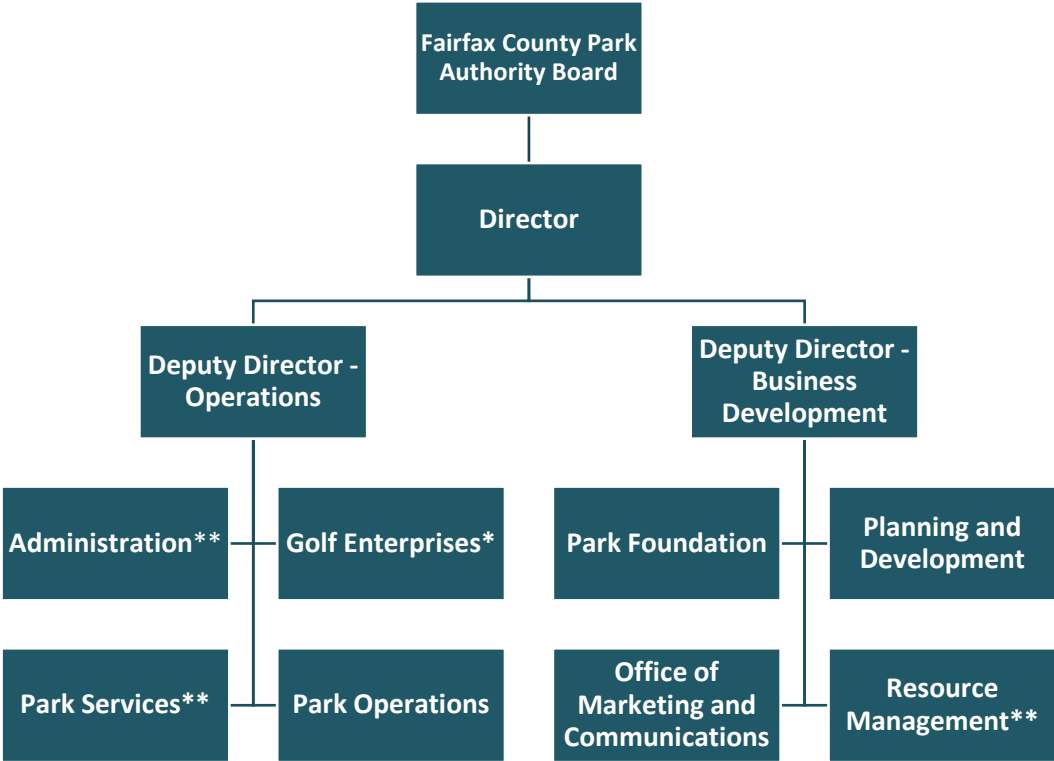 Fairfax County Park
Authority Board
Director
Deputy Director -
Operations
Deputy Director -
Business
Development
Administration**
Golf Enterprises*
Park Foundation
Planning and
Development
Park Services**
Park Operations
Office of
Marketing and
Communications
Resource
Management**